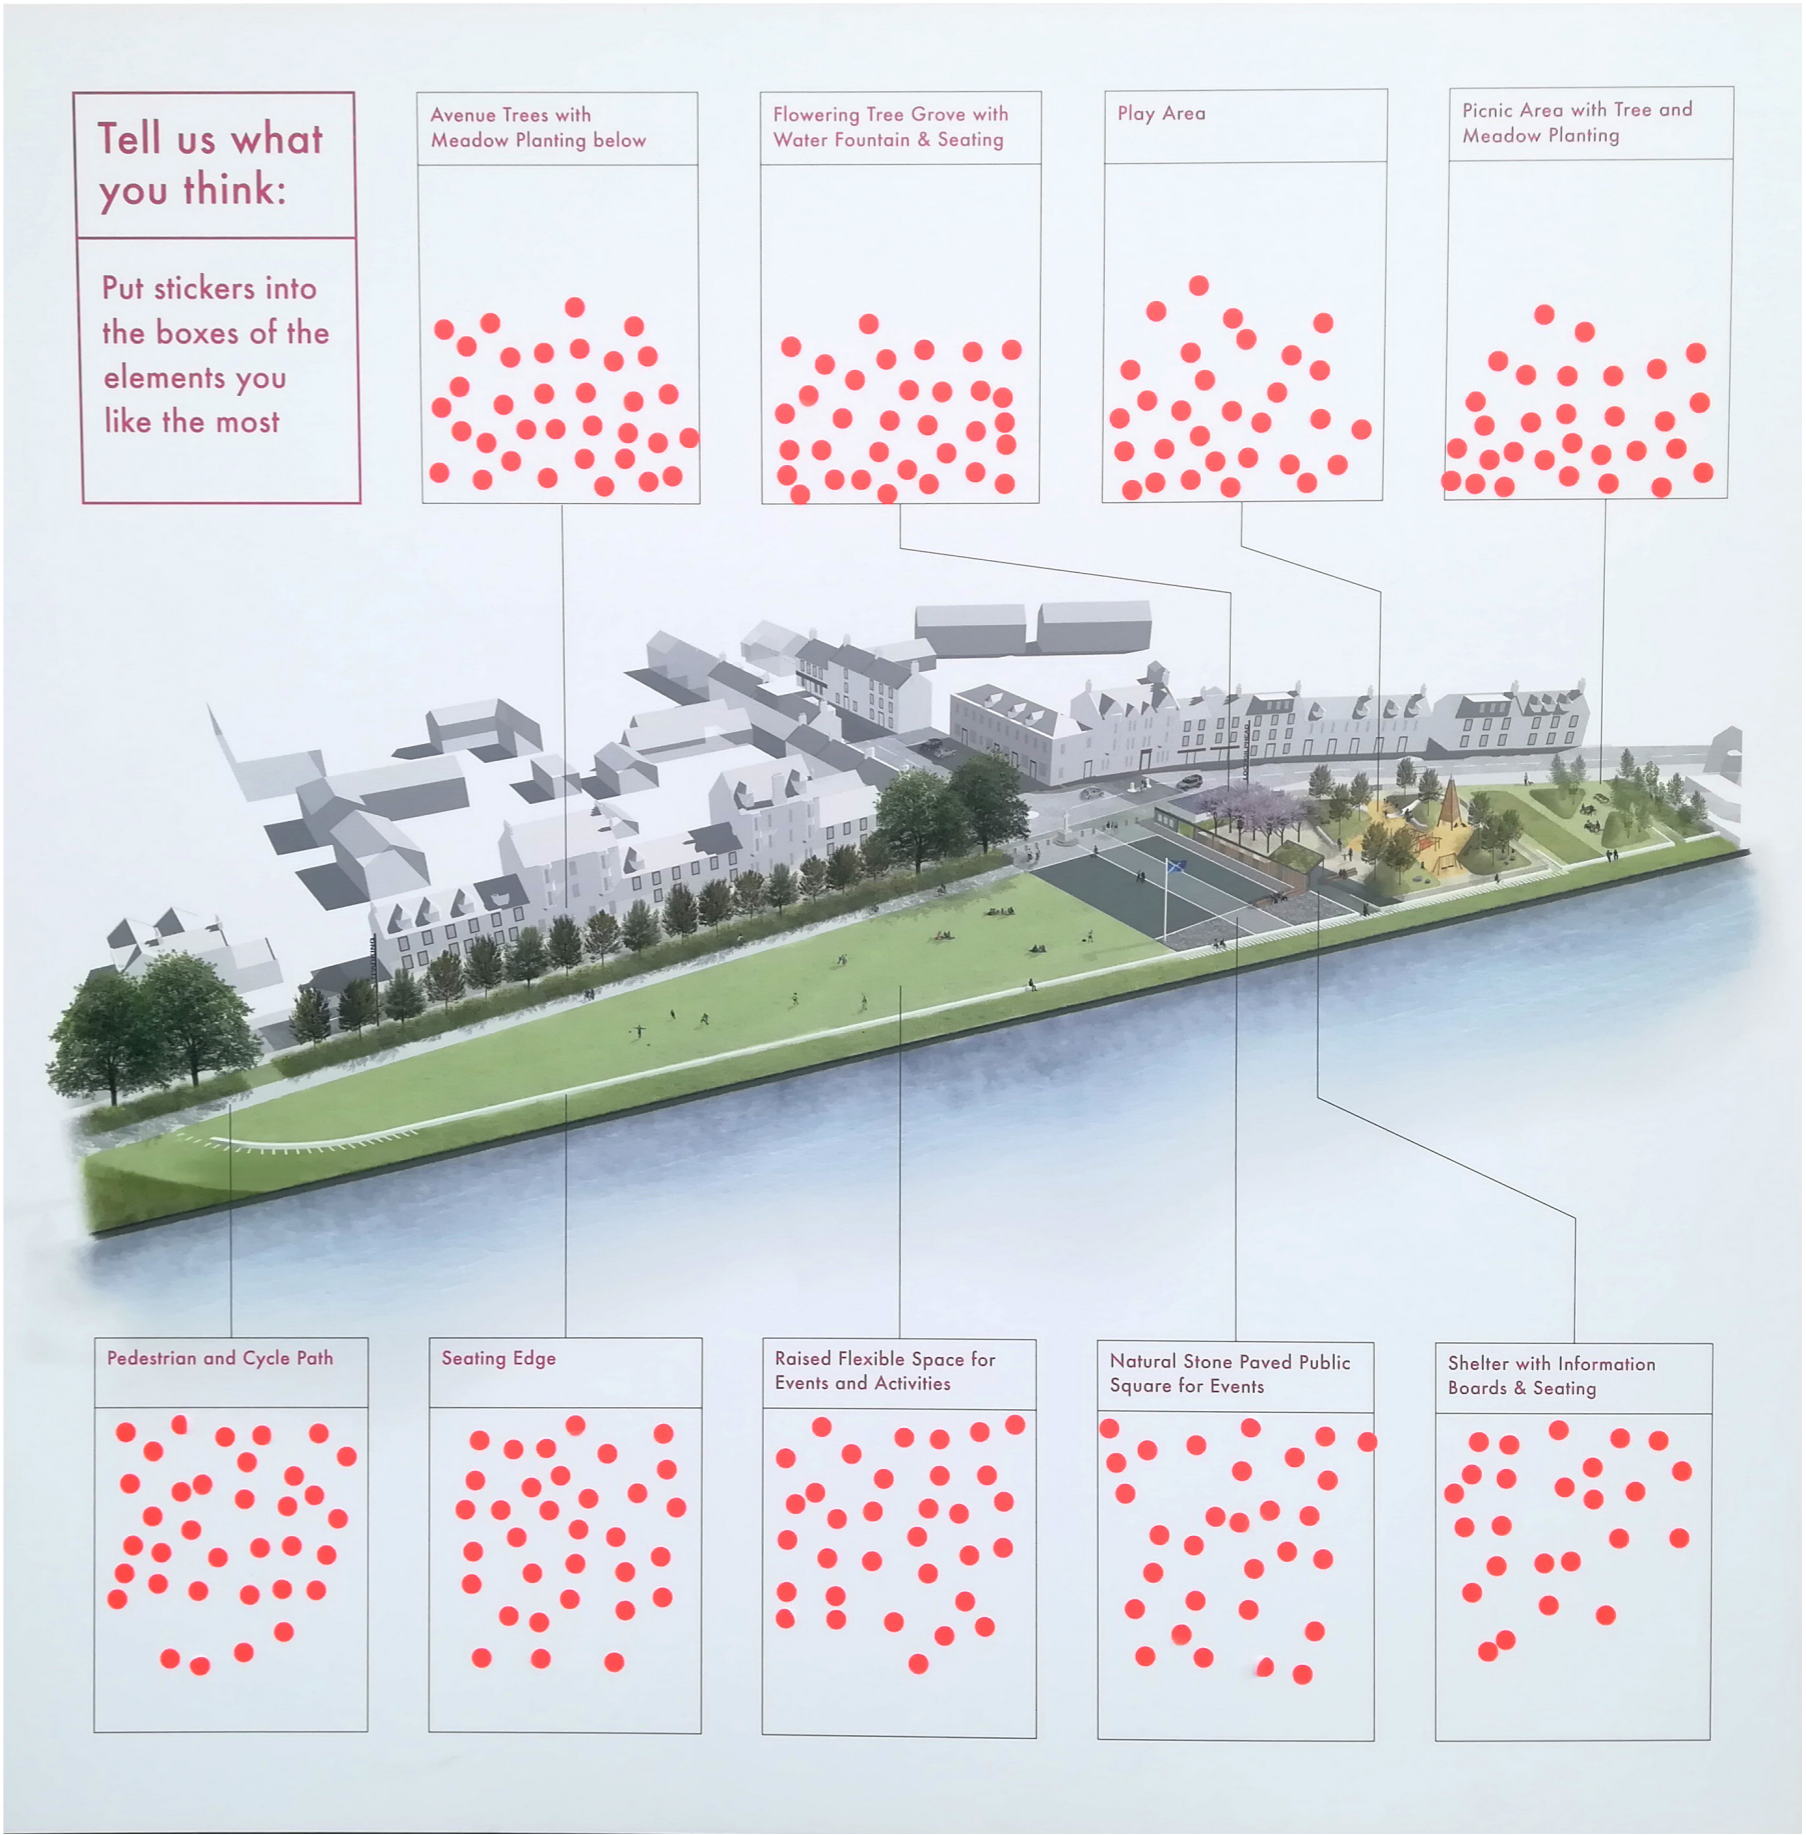 Tell us what
you think:
Put stickers into
the boxes of the
elements you
like the most
Avenue Trees with
Meadow Planting below
Flowering Tree Grove with
Water Fountain & Seating
Play Area
Picnic Area with Tree and
Meadow Planting
Pedestrian and Cycle Path
Seating Edge
Raised Flexible Space for
Events and Activities
Natural Stone Paved Public
Square for Events
Shelter with Information
Boards & Seating